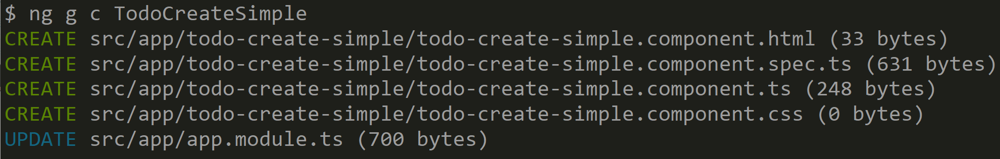 $ ng g c TodoCreateSimple
CREATE src/app/todo-create-simple/todo-create-simple.component.html (33 bytes)
CREATE src/app/todo-create-simple/todo-create-simple.component.spec.ts (631 bytes)
CREATE src/app/todo-create-simple/todo-create-simple.component.ts (248 bytes)
CREATE src/app/todo-create-simple/todo-create-simple.component.css (0 bytes)
UPDATE src/app/app.module.ts (700 bytes)